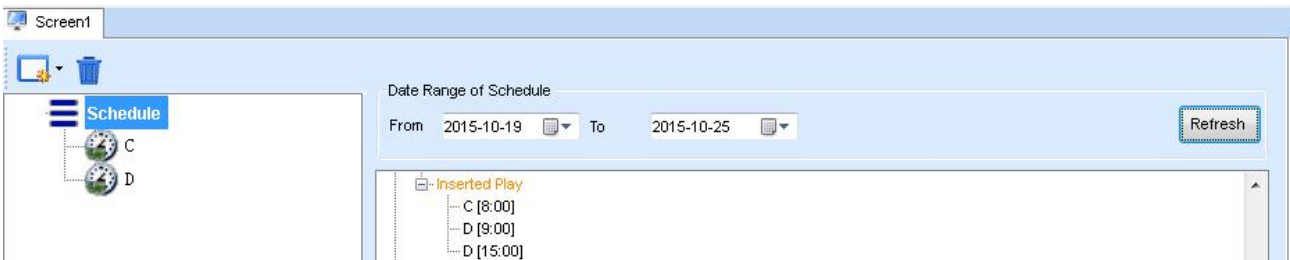 Screen1
Schedule
C
D
Date Range of Schedule
From 2015-10-19 To 2015-10-25 Refresh
Inserted Play
C [8:00]
D [9:00]
D [15:00]